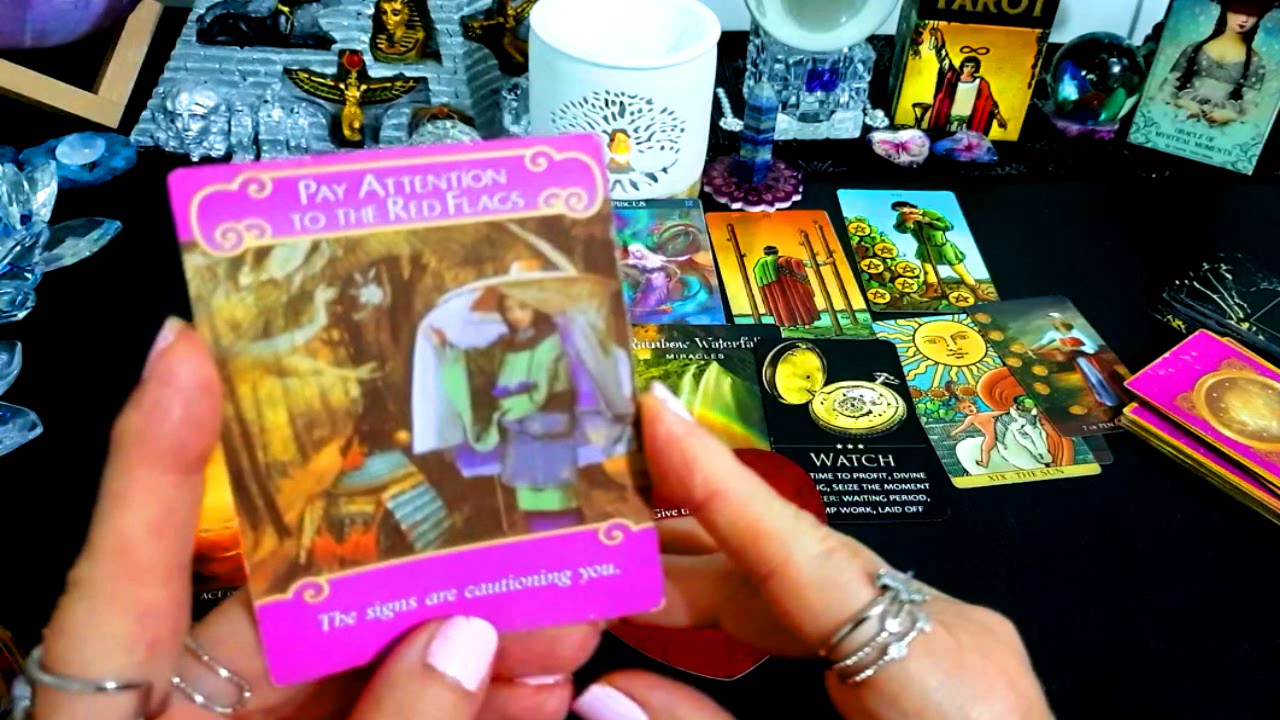 TAROT
ORACLE OF
MYSTICAL MOMENTS
PAY ATTENTION
TO THE RED FLAGS
The signs are cautioning you.
PISCES
12
Rainbow Waterfall
MIRACLES
WATCH
TIME TO PROFIT, DIVINE
G, SEIZE THE MOMENT
ER: WAITING PERIOD,
MP WORK, LAID OFF
XIX · THE SUN
7 OF PEN
Give th
ACE O